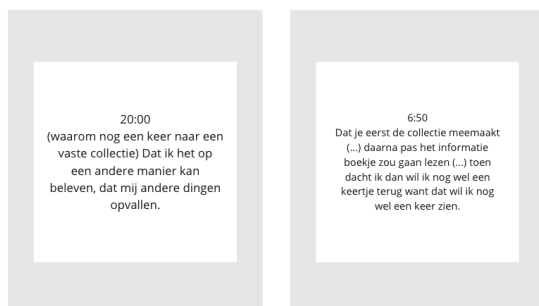 20:00
(waarom nog een keer naar een
vaste collectie) Dat ik het op
een andere manier kan
beleven, dat mij andere dingen
opvallen.
6:50
Dat je eerst de collectie meemaakt
(...) daarna pas het informatie
boekje zou gaan lezen (...) toen
dacht ik dan wil ik nog wel een
keertje terug want dat wil ik nog
wel een keer zien.